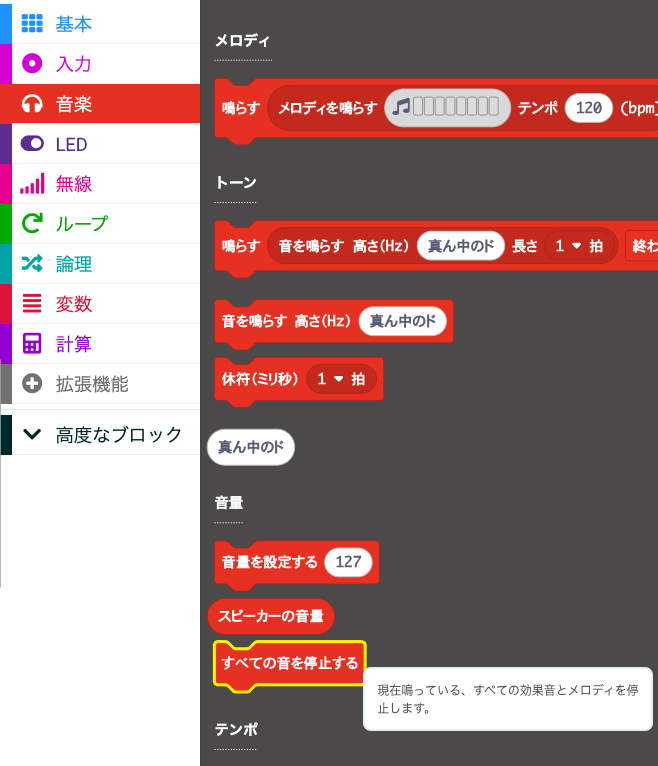 基本
入力
音楽
LED
無線
ループ
論理
変数
計算
拡張機能
高度なブロック
メロディ
鳴らす メロディを鳴らす テンポ 120 (bpm)
トーン
鳴らす 音を鳴らす 高さ(Hz) 真ん中のド 長さ 1 拍 終わ
音を鳴らす 高さ(Hz) 真ん中のド
休符(ミリ秒) 1 拍
真ん中のド
音量
音量を設定する 127
スピーカーの音量
すべての音を停止する
現在鳴っている、すべての効果音とメロディを停
止します。
テンポ